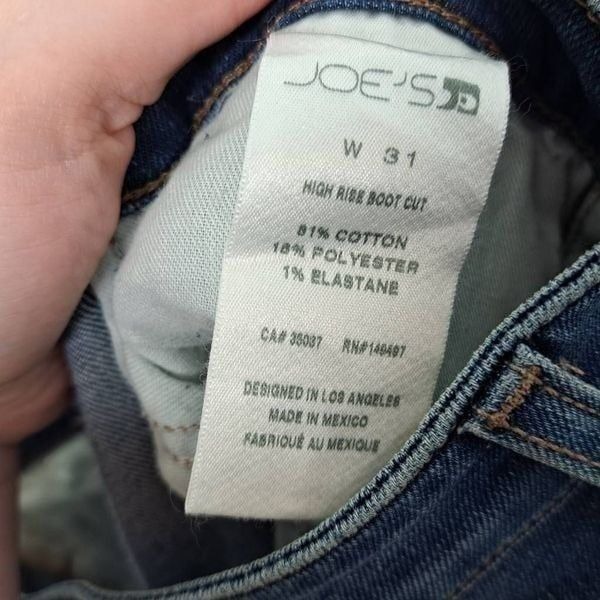 JOE'S
W 31
HIGH RISE BOOT CUT
81% COTTON
18% POLYESTER
1% ELASTANE
CA# 36037 RN#146497
DESIGNED IN LOS ANGELES
MADE IN MEXICO
FABRIQUÉ AU MEXIQUE